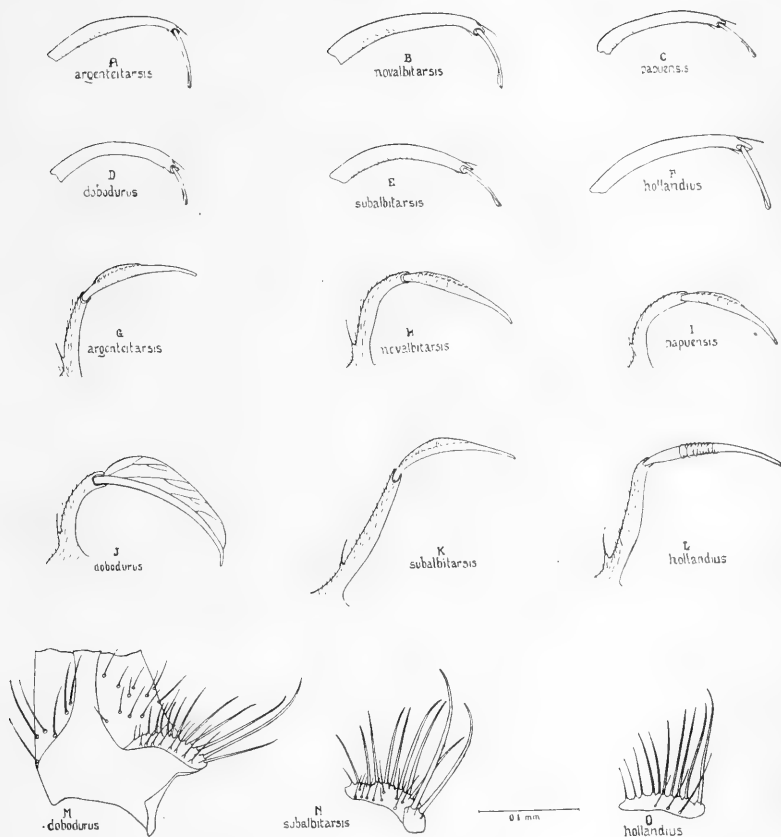 A
argenteitarsis
B
novalbitarsis
C
papuensis
D
dobodurus
E
subalbitarsis
F
hollandius
G
argenteitarsis
H
novalbitarsis
I
papuensis
J
dobodurus
K
subalbitarsis
L
hollandius
M
dobodurus
N
subalbitarsis
0.1 mm
O
hollandius